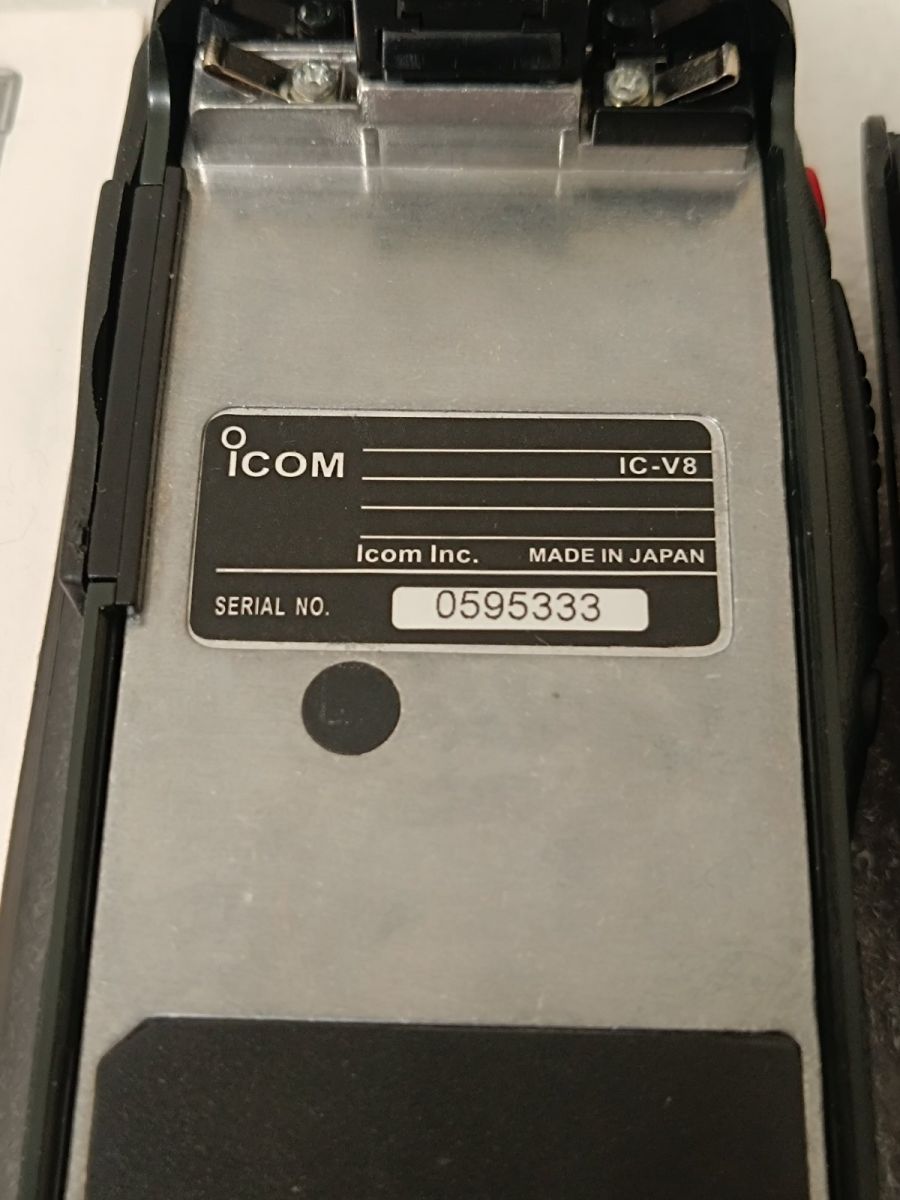 ICOM
IC-V8
Icom Inc. MADE IN JAPAN
SERIAL NO. 0595333
L